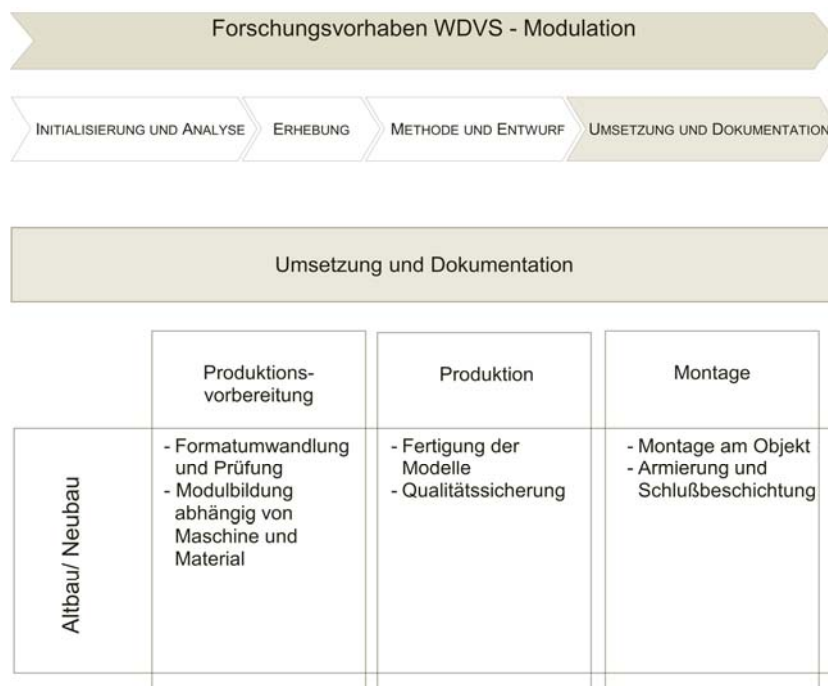 Forschungsvorhaben WDVS - Modulation
INITIALISIERUNG UND ANALYSE
ERHEBUNG
METHODE UND ENTWURF
UMSETZUNG UND DOKUMENTATION
Umsetzung und Dokumentation
Produktions-
vorbereitung
Produktion
Montage
Altbau/ Neubau
- Formatumwandlung
und Prüfung
- Modulbildung
abhängig von
Maschine und
Material
- Fertigung der
Modelle
- Qualitätssicherung
- Montage am Objekt
- Armierung und
Schlußbeschichtung